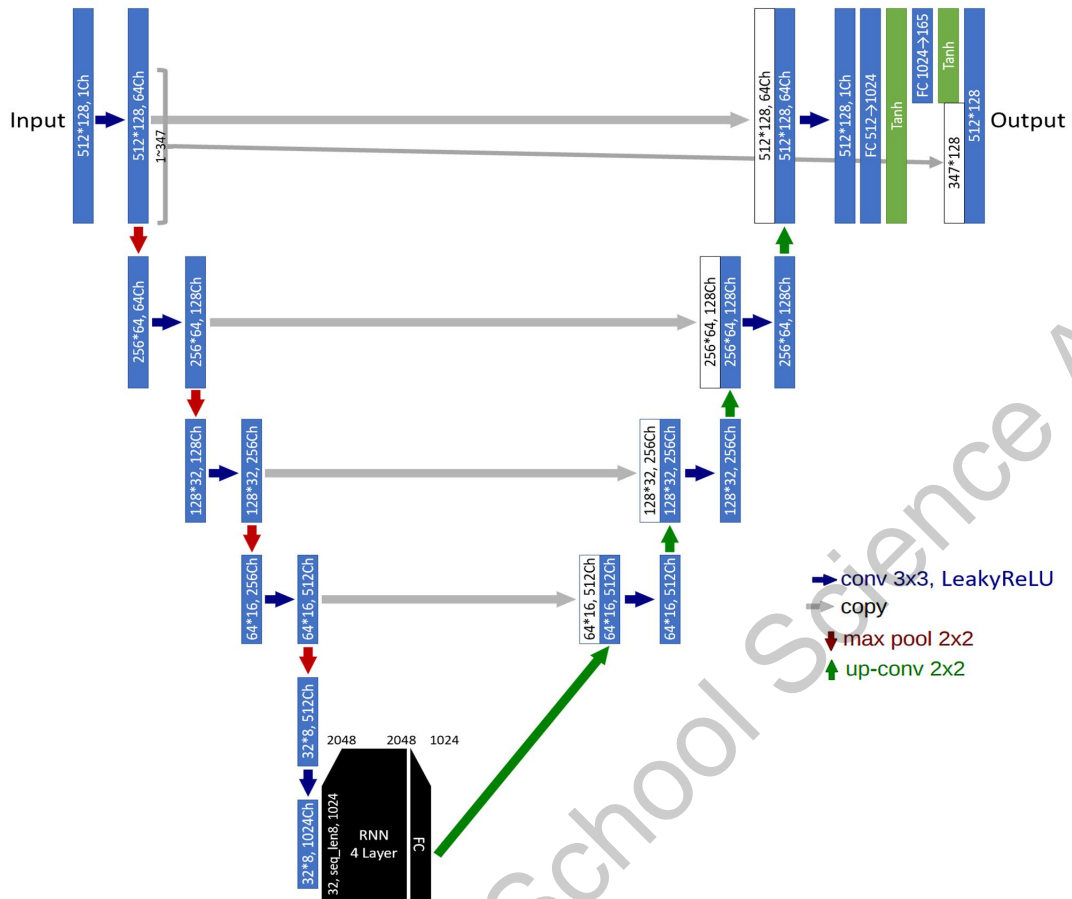 Input
512*128, 1Ch
512*128, 64Ch
1~347
512*128, 64Ch
512*128, 64Ch
512*128, 1Ch
FC 512→1024
Tanh
FC 1024→165
Tanh
347*128
512*128
Output
256*64, 64Ch
256*64, 128Ch
256*64, 128Ch
256*64, 128Ch
256*64, 128Ch
128*32, 128Ch
128*32, 256Ch
128*32, 256Ch
128*32, 256Ch
128*32, 256Ch
64*16, 256Ch
64*16, 512Ch
64*16, 512Ch
64*16, 512Ch
64*16, 512Ch
conv 3x3, LeakyReLU
copy
max pool 2x2
up-conv 2x2
32*8, 512Ch
32*8, 1024Ch
2048
2048
1024
32, seq_len8, 1024
RNN
4 Layer
FC
School Science A